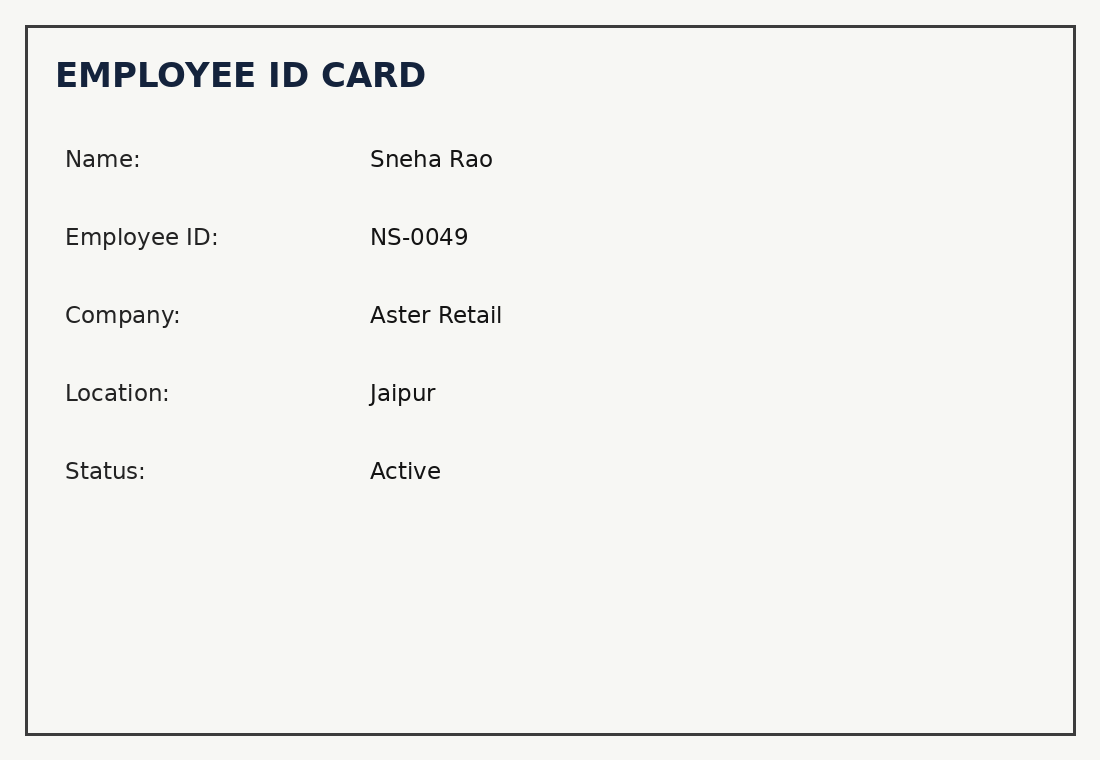 EMPLOYEE ID CARD
Name: Sneha Rao
Employee ID: NS-0049
Company: Aster Retail
Location: Jaipur
Status: Active